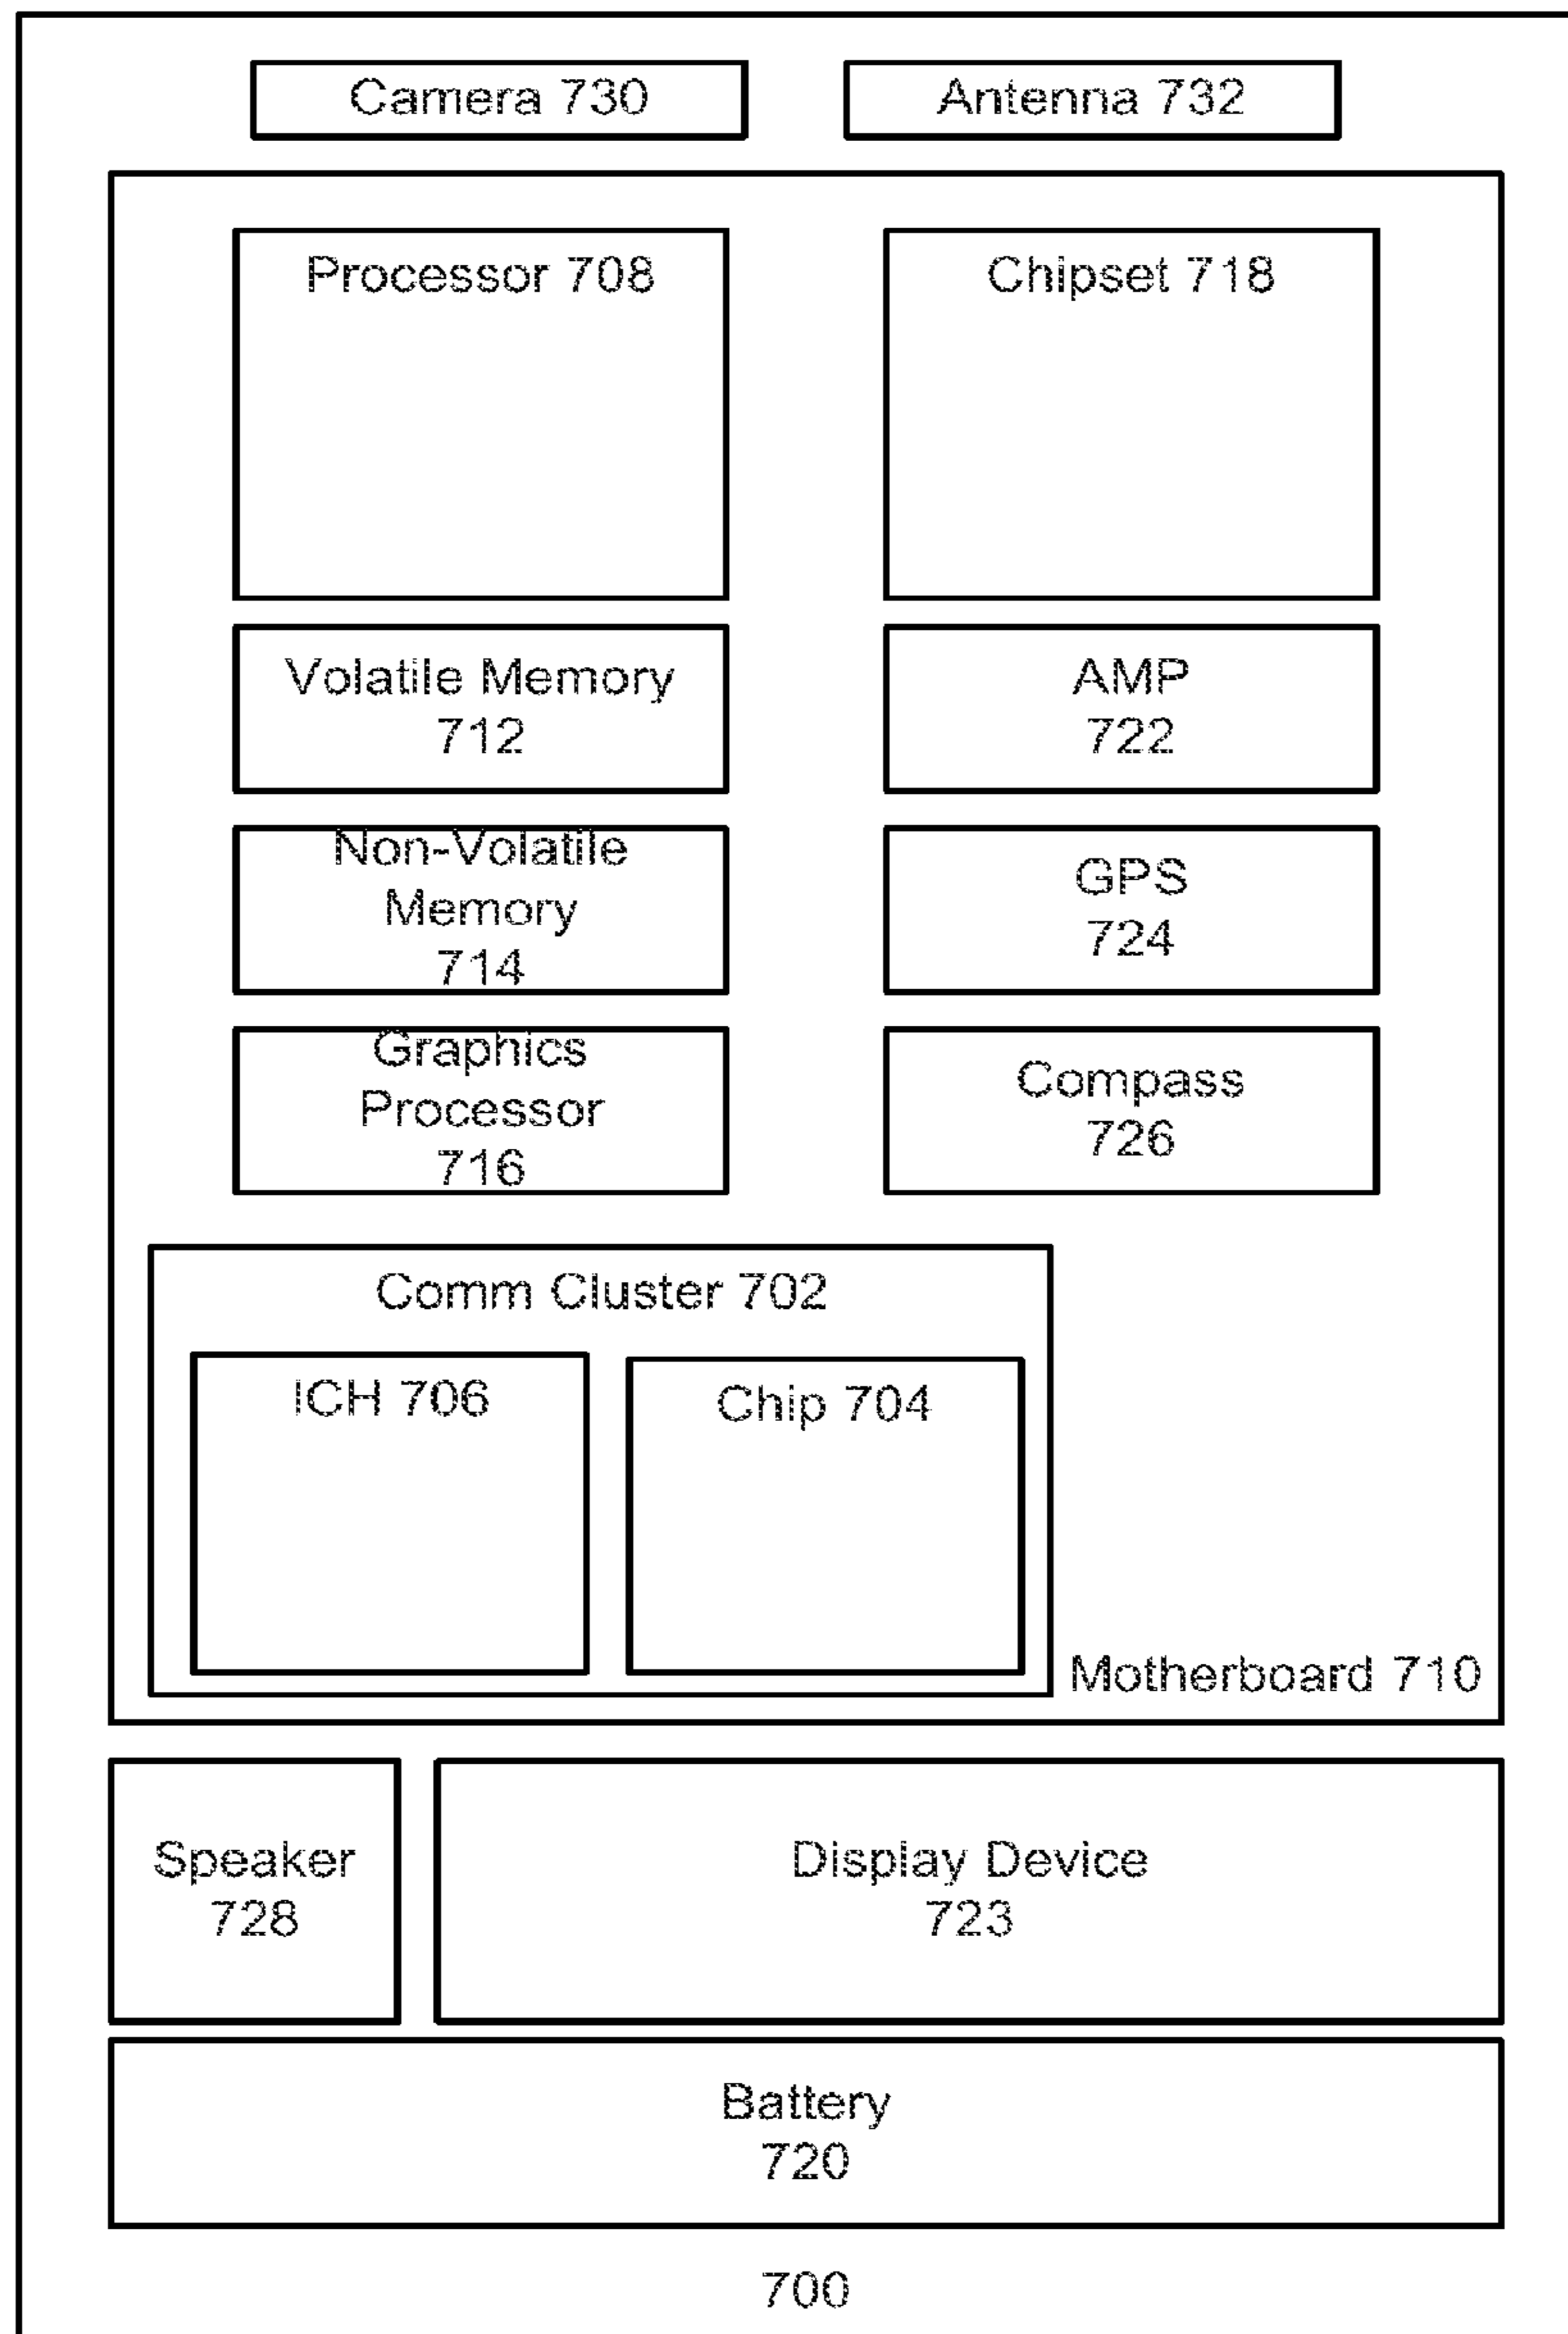 Camera 730
Antenna 732
Processor 708
Chipset 718
Volatile Memory
712
AMP
722
Non-Volatile
Memory
714
GPS
724
Graphics
Processor
716
Compass
726
Comm Cluster 702
ICH 706
Chip 704
Motherboard 710
Speaker
728
Display Device
723
Battery
720
700